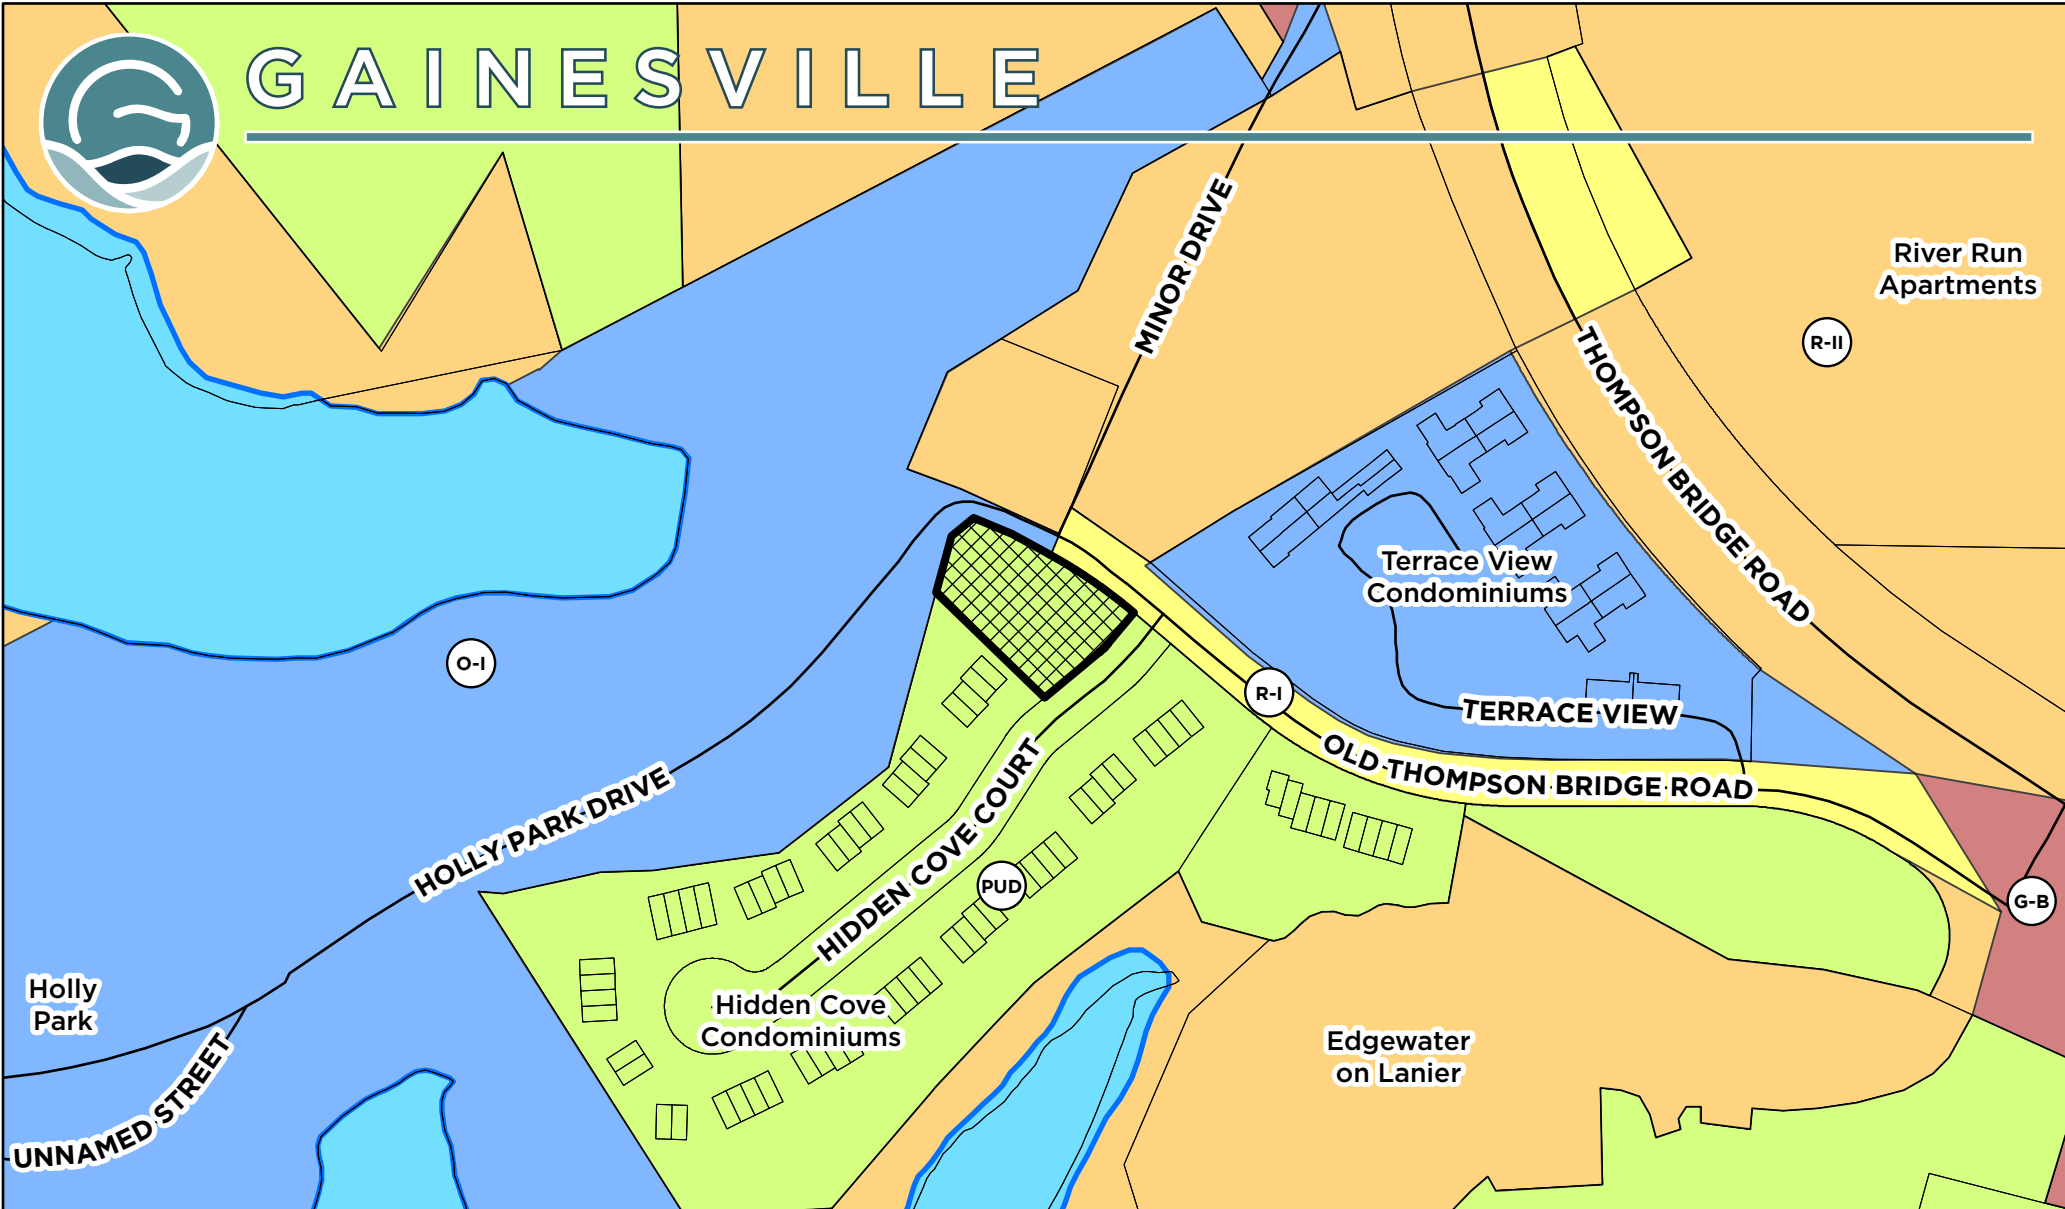 GAINESVILLE
MINOR DRIVE
River Run
Apartments
R-II
THOMPSON BRIDGE ROAD
Terrace View
Condominiums
O-I
R-I
TERRACE VIEW
OLD THOMPSON BRIDGE ROAD
HOLLY PARK DRIVE
HIDDEN COVE COURT
PUD
G-B
Holly
Park
Hidden Cove
Condominiums
Edgewater
on Lanier
UNNAMED STREET